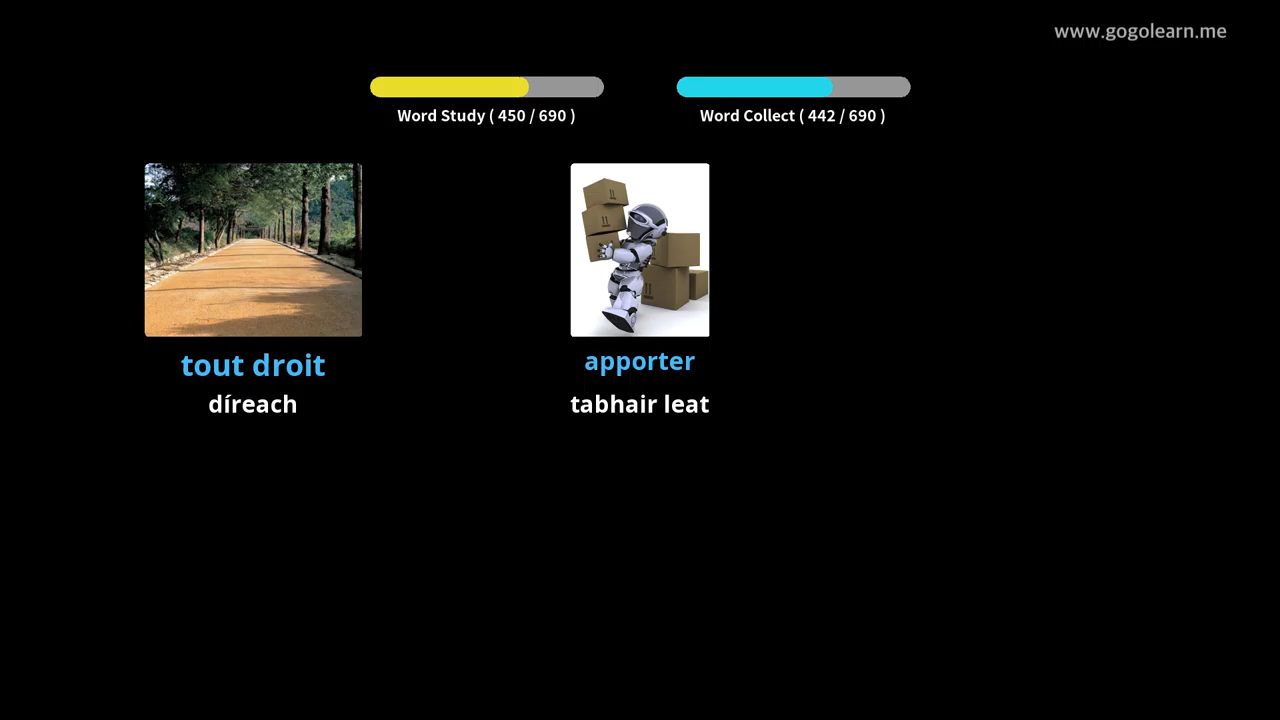 www.gogolearn.me
Word Study ( 450 / 690 )
Word Collect ( 442 / 690 )
tout droit
díreach
apporter
tabhair leat